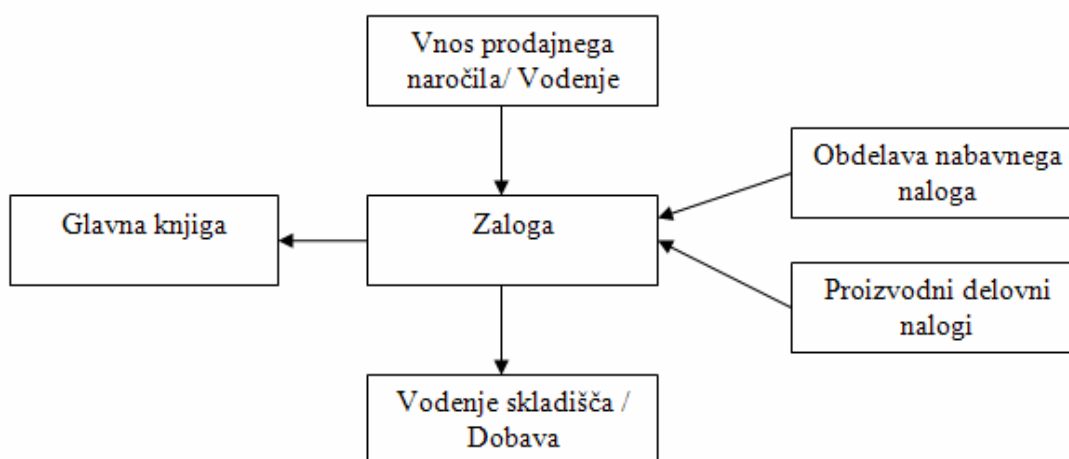 Vnos prodajnega
naročila/ Vodenje
Obdelava nabavnega
naloga
Glavna knjiga
Zaloga
Proizvodni delovni
nalogi
Vodenje skladišča /
Dobava